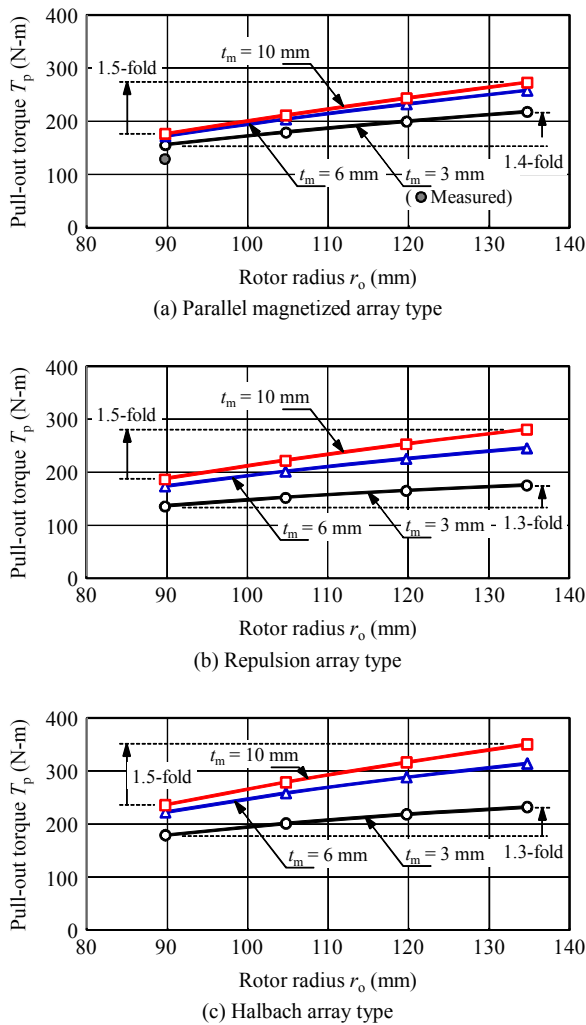 400
300
200
100
0
Pull-out torque Tp (N-m)
1.5-fold
tm = 10 mm
tm = 6 mm
tm = 3 mm
( Measured)
1.4-fold
80 90 100 110 120 130 140
Rotor radius ro (mm)
(a) Parallel magnetized array type
400
300
200
100
0
Pull-out torque Tp (N-m)
1.5-fold
tm = 10 mm
tm = 6 mm
tm = 3 mm
1.3-fold
80 90 100 110 120 130 140
Rotor radius ro (mm)
(b) Repulsion array type
400
300
200
100
0
Pull-out torque Tp (N-m)
1.5-fold
tm = 10 mm
tm = 6 mm
tm = 3 mm
1.3-fold
80 90 100 110 120 130 140
Rotor radius ro (mm)
(c) Halbach array type